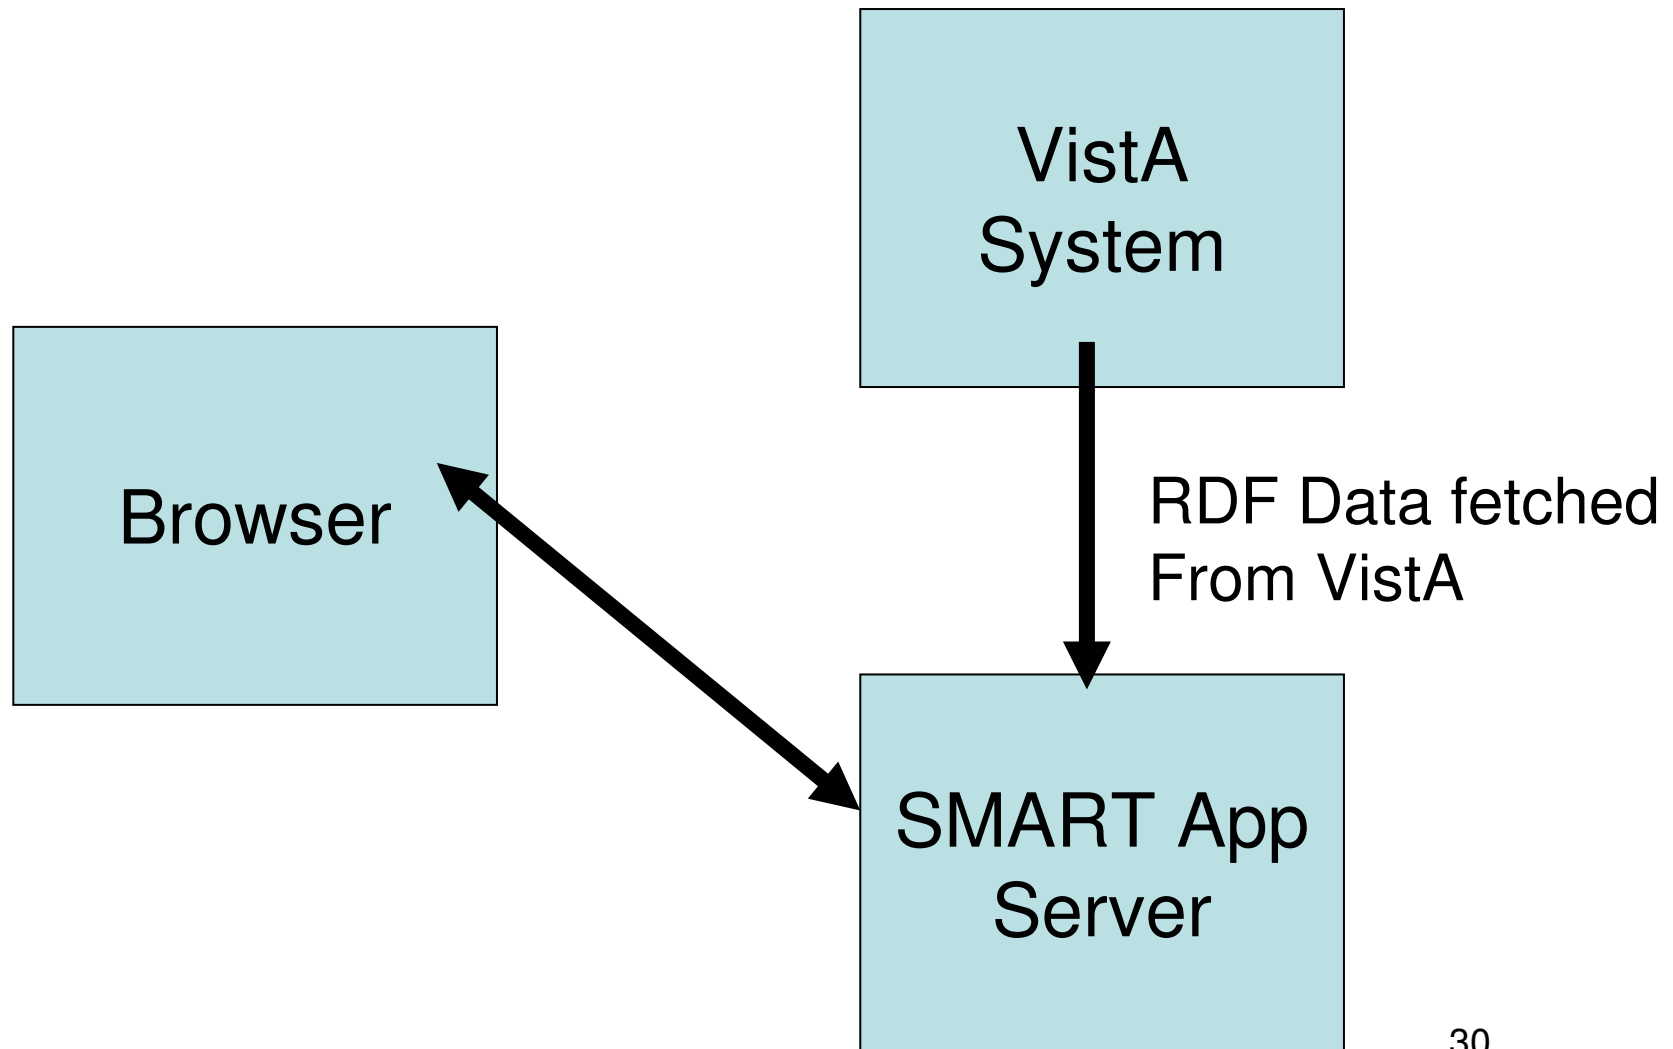 VistA
System
Browser
RDF Data fetched
From VistA
SMART App
Server
30